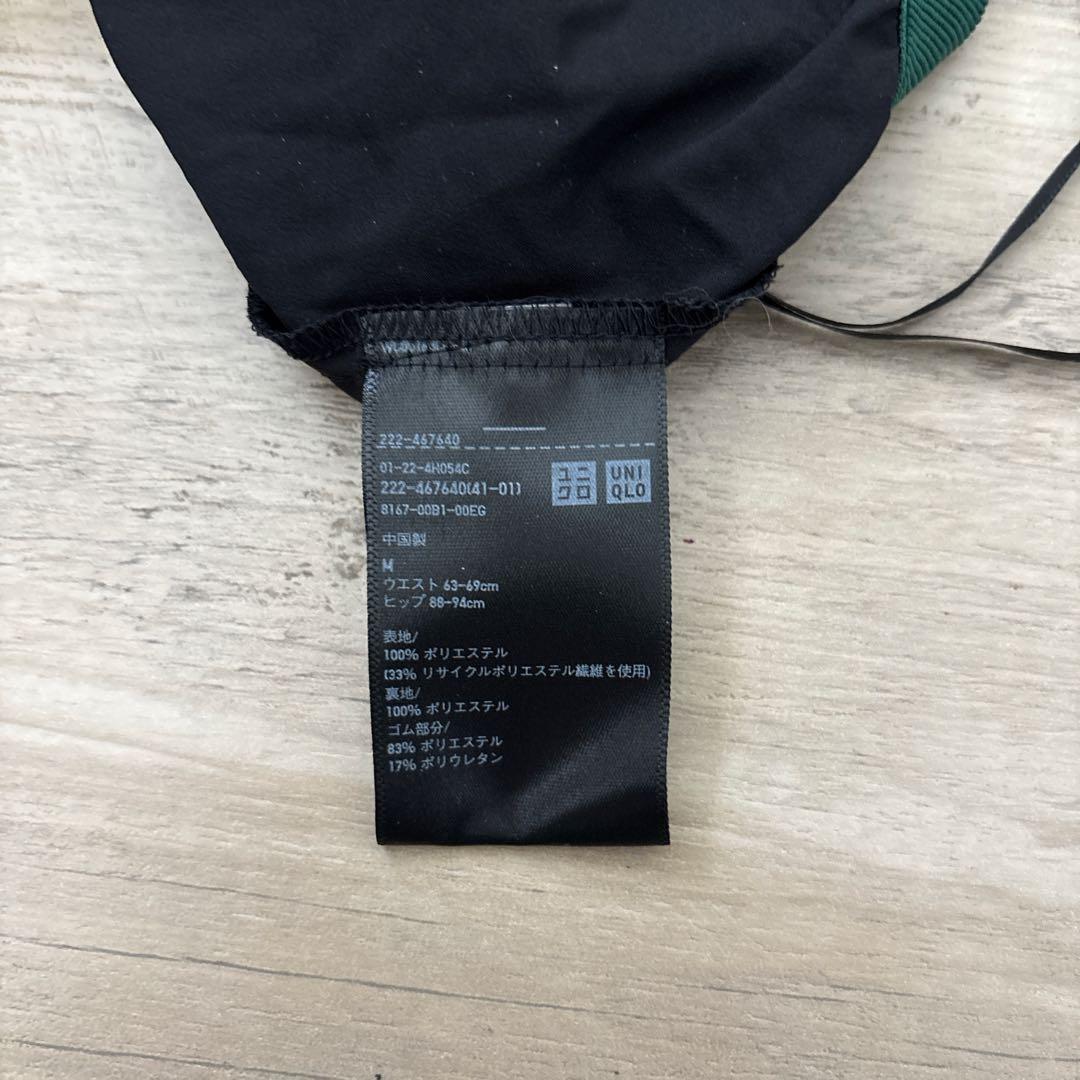 222-467640
01-22-4H054C
222-467640(41-01)
8167-00B1-00EG
ユニ
クロ
UNI
QLO
中国製
M
ウエスト 63-69cm
ヒップ 88-94cm
表地/
100% ポリエステル
(33% リサイクルポリエステル繊維を使用)
裏地/
100% ポリエステル
ゴム部分/
83% ポリエステル
17% ポリウレタン